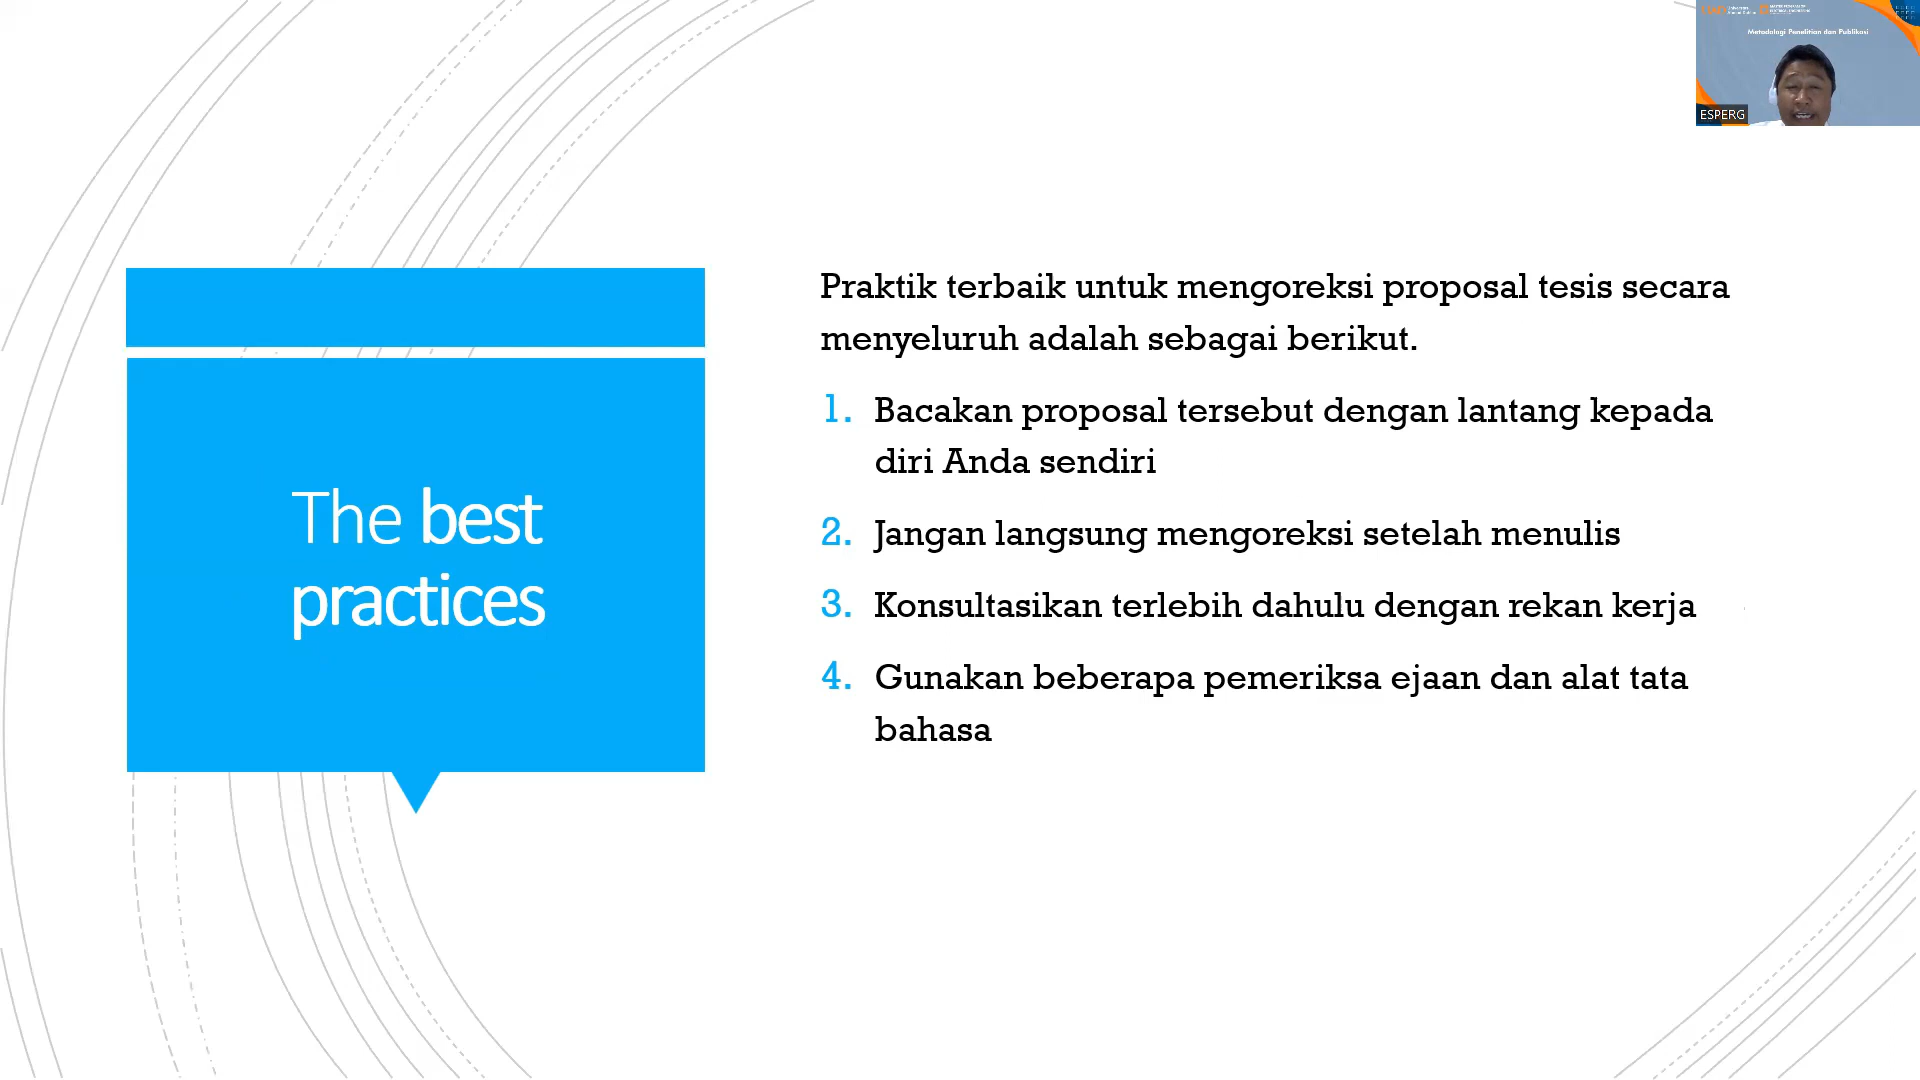 Metodologi Penelitian dan Publikasi
ESPERG
The best
practices
Praktik terbaik untuk mengoreksi proposal tesis secara
menyeluruh adalah sebagai berikut.
1. Bacakan proposal tersebut dengan lantang kepada
diri Anda sendiri
2. Jangan langsung mengoreksi setelah menulis
3. Konsultasikan terlebih dahulu dengan rekan kerja
4. Gunakan beberapa pemeriksa ejaan dan alat tata
bahasa